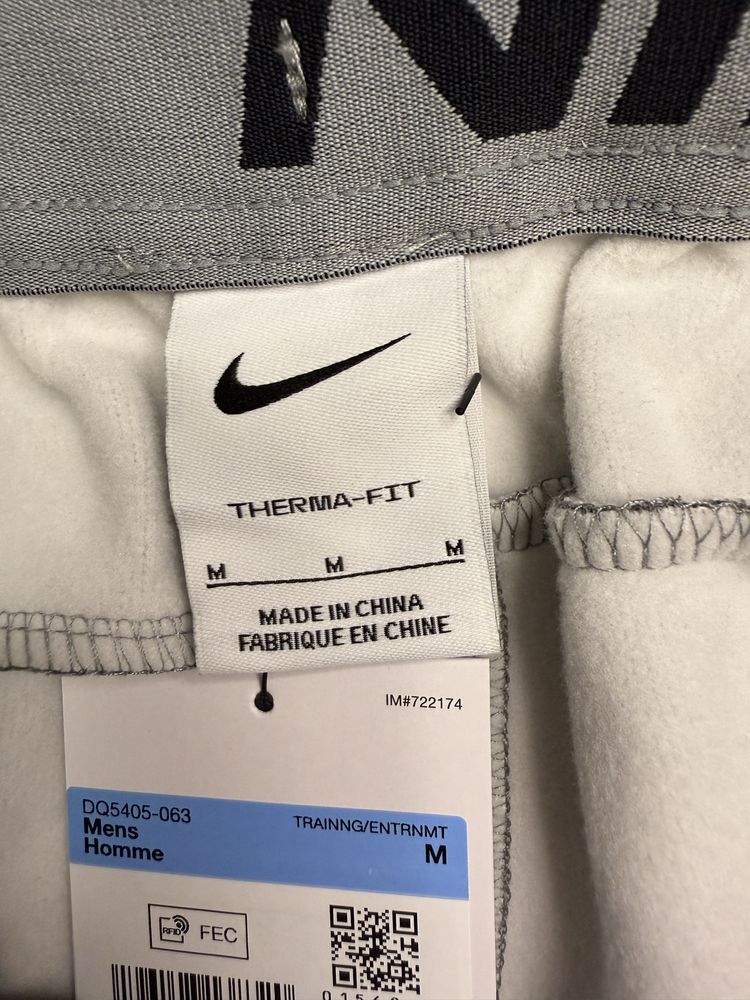 THERMA-FIT
M M M
MADE IN CHINA
FABRIQUE EN CHINE
IM#722174
DQ5405-063
Mens
Homme
TRAINNG/ENTRNMT
M
RFID
FEC